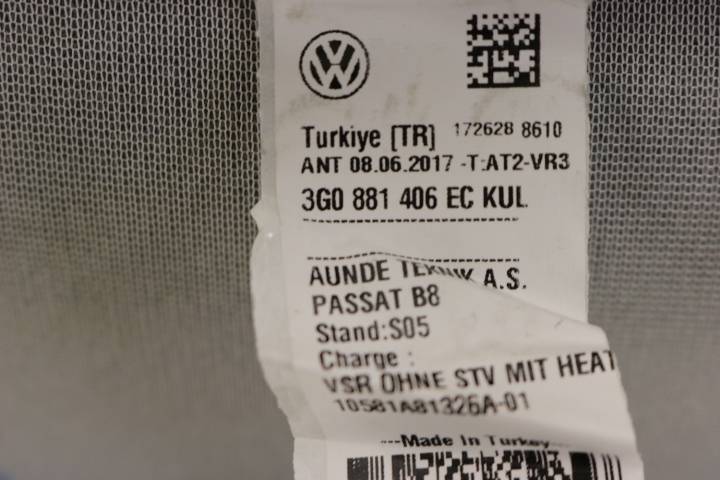 Turkiye [TR] 172628 8610
ANT 08.06.2017 -T:AT2-VR3
3G0 881 406 EC KUL
AUNDE TEKNIK A.S.
PASSAT B8
Stand:S05
Charge :
VSR OHNE STV MIT HEAT
10581A81326A-01
---Made In Turkey---